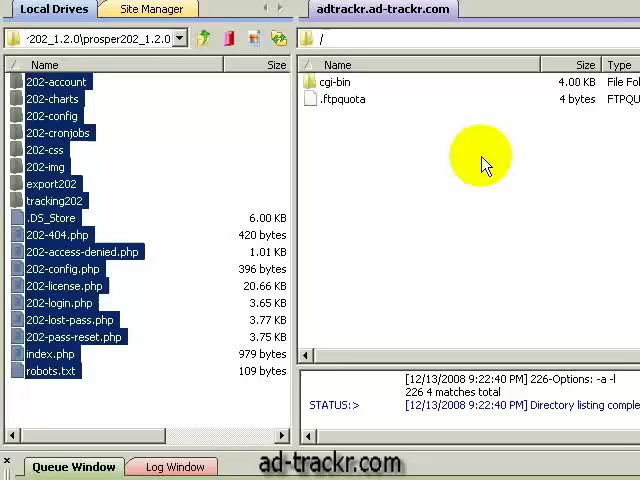 Local Drives
Site Manager
adtrackr.ad-trackr.com
·202_1.2.0\prosper202_1.2.0
/
Name Size
Name Size Type
202-account
202-charts
202-config
202-cronjobs
202-css
202-img
export202
tracking202
.DS_Store 6.00 KB
202-404.php 420 bytes
202-access-denied.php 1.01 KB
202-config.php 396 bytes
202-license.php 20.66 KB
202-login.php 3.65 KB
202-lost-pass.php 3.77 KB
202-pass-reset.php 3.75 KB
index.php 979 bytes
robots.txt 109 bytes
cgi-bin 4.00 KB File Fol
.ftpquota 4 bytes FTPQU
[12/13/2008 9:22:40 PM] 226-Options: -a -l
226 4 matches total
STATUS:> [12/13/2008 9:22:40 PM] Directory listing comple
Queue Window
Log Window
ad-trackr.com